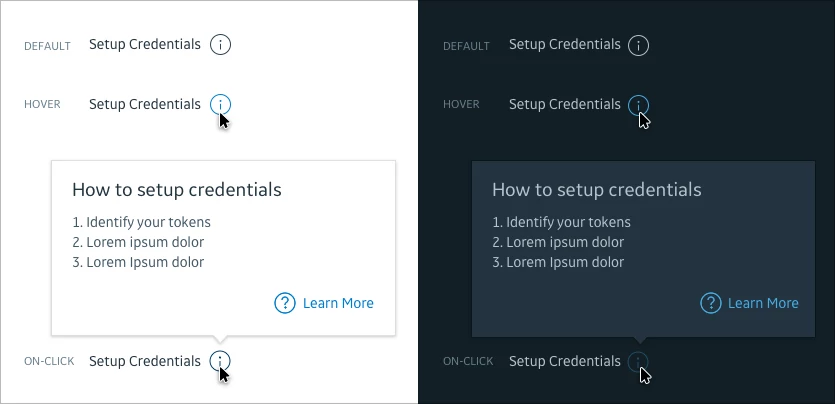 DEFAULT Setup Credentials
HOVER Setup Credentials
How to setup credentials
1. Identify your tokens
2. Lorem ipsum dolor
3. Lorem Ipsum dolor
Learn More
ON-CLICK Setup Credentials
DEFAULT Setup Credentials
HOVER Setup Credentials
How to setup credentials
1. Identify your tokens
2. Lorem ipsum dolor
3. Lorem Ipsum dolor
Learn More
ON-CLICK Setup Credentials